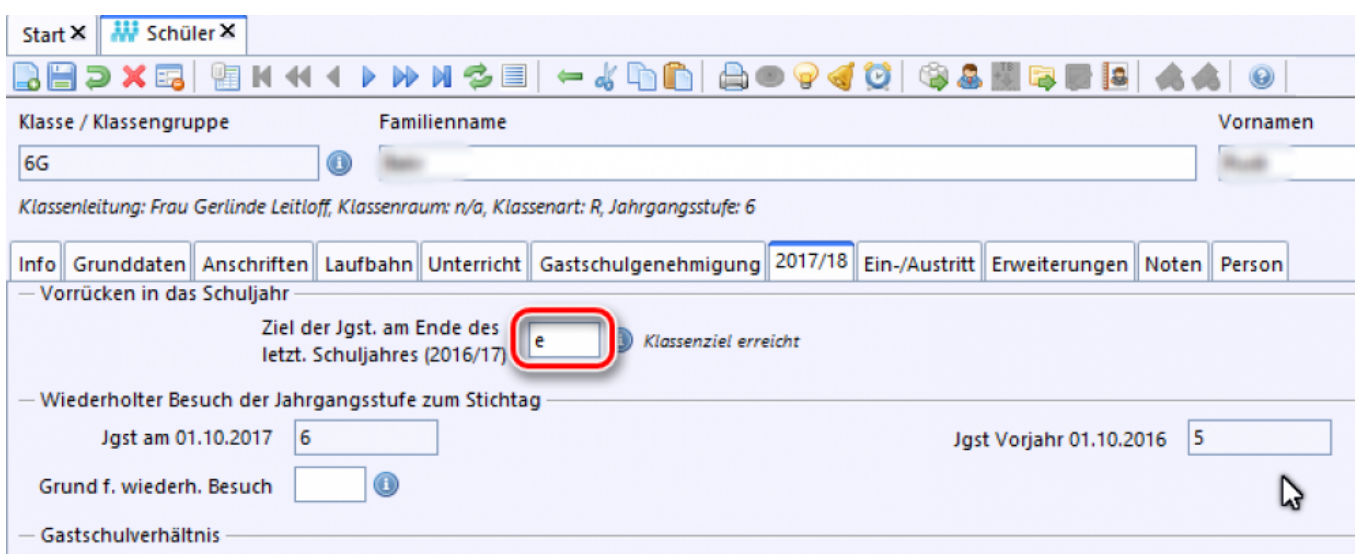 Start Schüler
Klasse / Klassengruppe Familienname Vornamen
6G
Klassenleitung: Frau Gerlinde Leitloff, Klassenraum: n/a, Klassenart: R, Jahrgangsstufe: 6
Info Grunddaten Anschriften Laufbahn Unterricht Gastschulgenehmigung 2017/18 Ein-/Austritt Erweiterungen Noten Person
Vorrücken in das Schuljahr
Ziel der Jgst. am Ende des
letzt. Schuljahres (2016/17) e Klassenziel erreicht
Wiederholter Besuch der Jahrgangsstufe zum Stichtag
Jgst am 01.10.2017 6 Jgst Vorjahr 01.10.2016 5
Grund f. wiederh. Besuch
Gastschulverhältnis